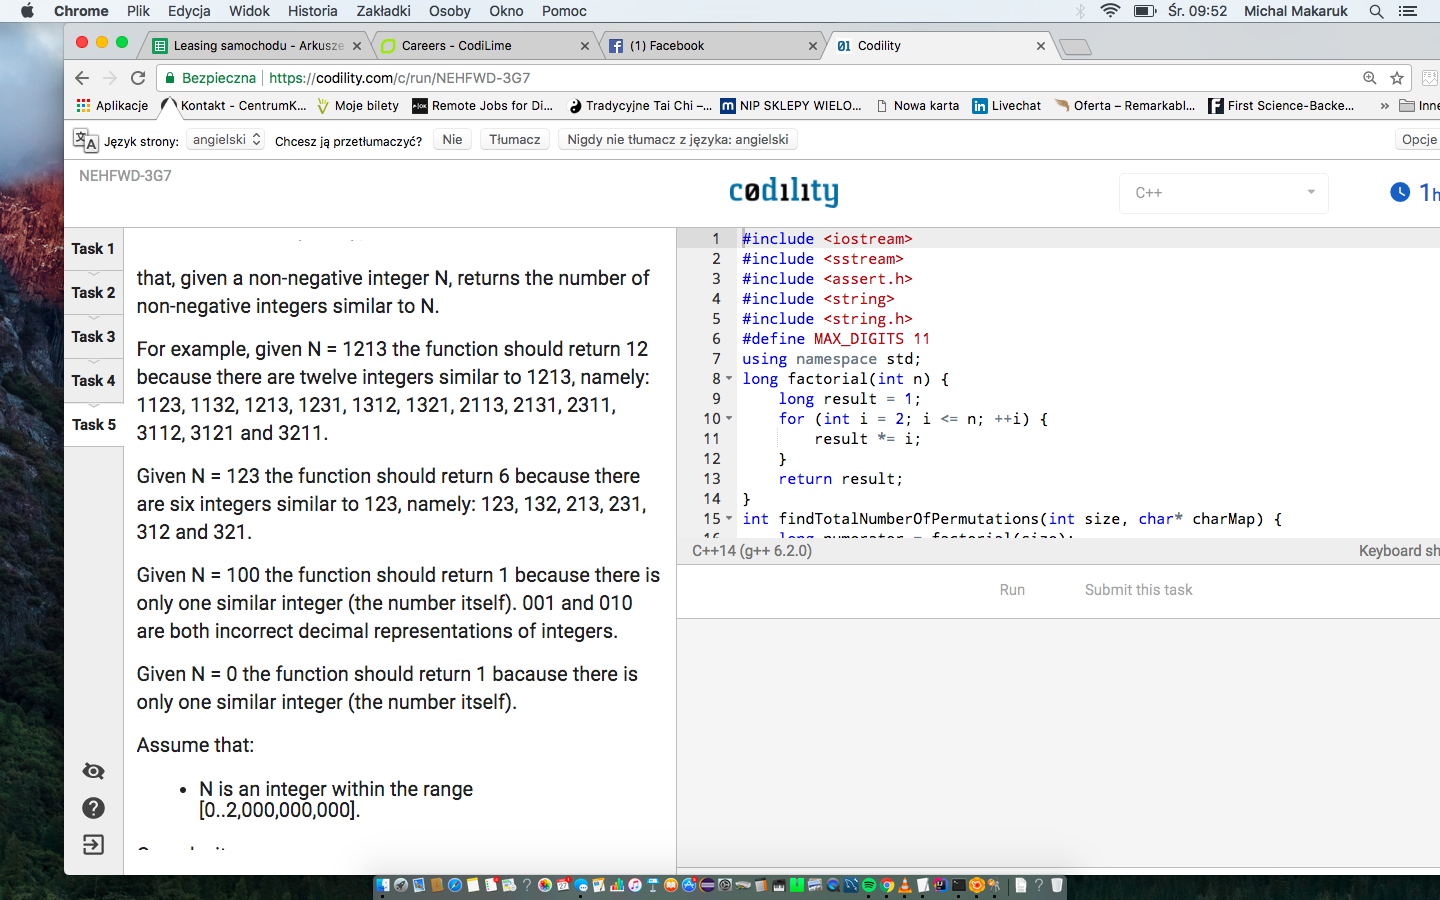 Chrome Plik Edycja Widok Historia Zakładki Osoby Okno Pomoc Śr. 09:52 Michal Makaruk
Leasing samochodu - Arkusze Careers - CodiLime (1) Facebook Codility
Bezpieczna https://codility.com/c/run/NEHFWD-3G7
Aplikacje Kontakt - CentrumK... Moje bilety Remote Jobs for Di... Tradycyjne Tai Chi –... NIP SKLEPY WIELO... Nowa karta Livechat Oferta – Remarkabl... First Science-Backe... » Inne
Język strony: angielski Chcesz ją przetłumaczyć? Nie Tłumacz Nigdy nie tłumacz z języka: angielski Opcje
NEHFWD-3G7
codility
C++
1h
Task 1
Task 2
Task 3
Task 4
Task 5
that, given a non-negative integer N, returns the number of
non-negative integers similar to N.
For example, given N = 1213 the function should return 12
because there are twelve integers similar to 1213, namely:
1123, 1132, 1213, 1231, 1312, 1321, 2113, 2131, 2311,
3112, 3121 and 3211.
Given N = 123 the function should return 6 because there
are six integers similar to 123, namely: 123, 132, 213, 231,
312 and 321.
Given N = 100 the function should return 1 because there is
only one similar integer (the number itself). 001 and 010
are both incorrect decimal representations of integers.
Given N = 0 the function should return 1 bacause there is
only one similar integer (the number itself).
Assume that:
• N is an integer within the range
[0..2,000,000,000].
1 #include <iostream>
2 #include <sstream>
3 #include <assert.h>
4 #include <string>
5 #include <string.h>
6 #define MAX_DIGITS 11
7 using namespace std;
8 long factorial(int n) {
9 long result = 1;
10 for (int i = 2; i <= n; ++i) {
11 result *= i;
12 }
13 return result;
14 }
15 int findTotalNumberOfPermutations(int size, char* charMap) {
16 long numerator = factorial(size);
C++14 (g++ 6.2.0) Keyboard sh
Run Submit this task